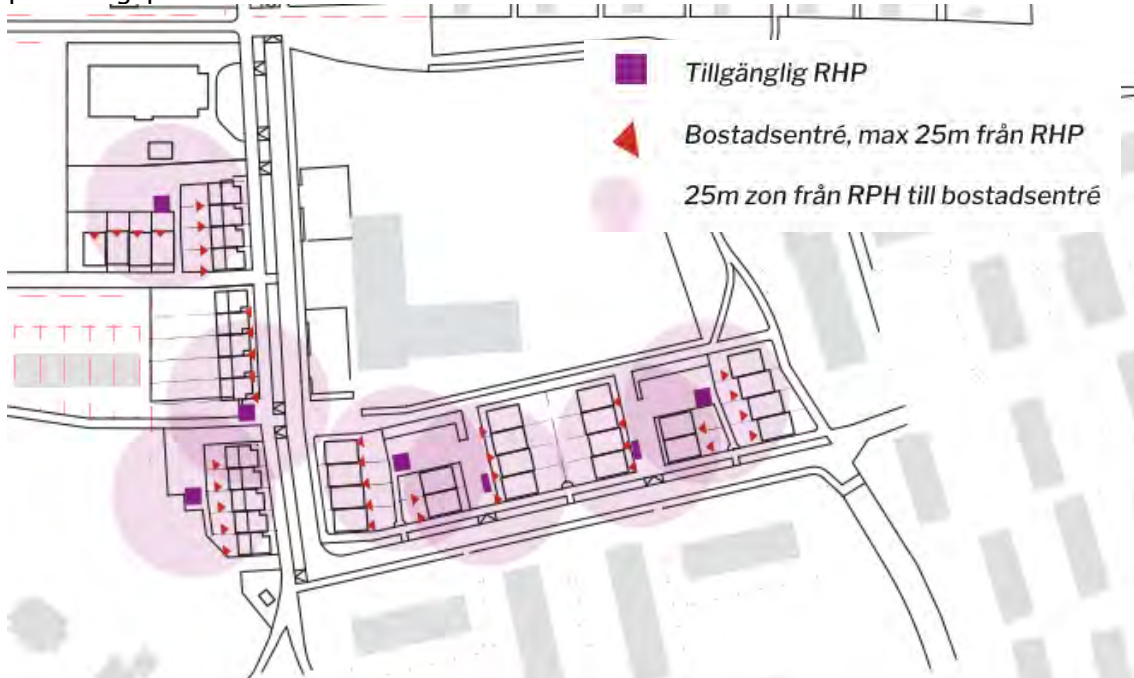 Tillgänglig RHP
Bostadsentré, max 25m från RHP
25m zon från RPH till bostadsentré